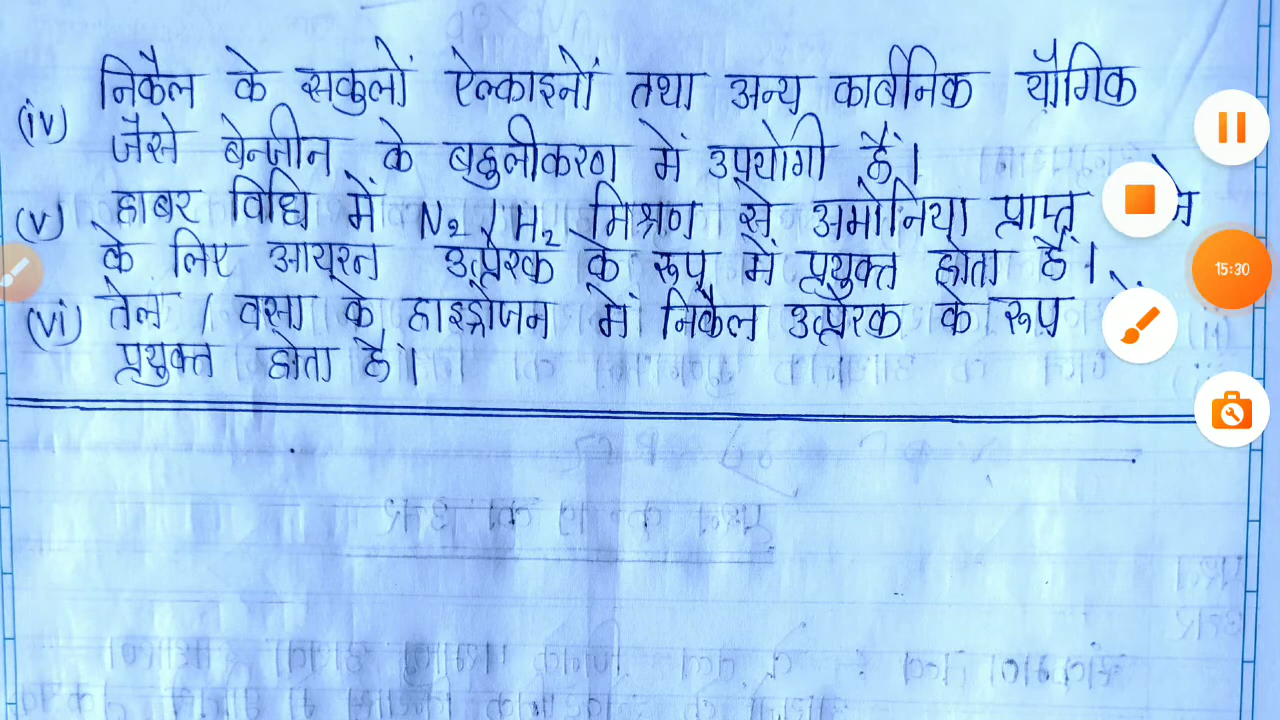 निकैल के सकुलों ऐल्काइनों तथा अन्य कार्बनिक यौगिक
(iv) जैसे बेन्जीन के बहुलीकरण में उपयोगी हैं।
(v) हाबर विधि में N₂ / H₂ मिश्रण से अमोनिया प्राप्त
के लिए आयरन उत्प्रेरक के रूप में प्रयुक्त होता हैं।
(vi) तेल / वसा के हाइड्रोजन में निकैल उत्प्रेरक के रूप
प्रयुक्त होता हैं।
15:30